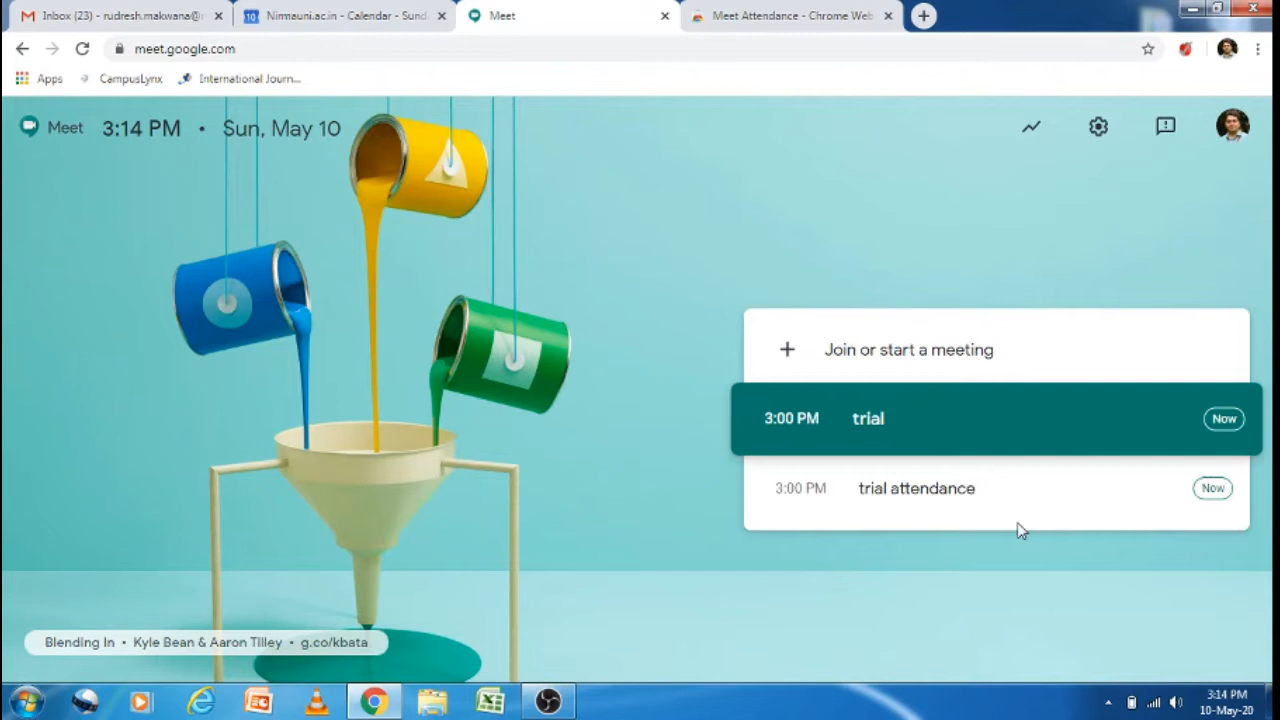 Inbox (23) - rudresh.makwana@n
Nirmauni.ac.in - Calendar - Sund
Meet
Meet Attendance - Chrome Web
meet.google.com
Apps
CampusLynx
International Journ...
Meet 3:14 PM • Sun, May 10
Join or start a meeting
3:00 PM trial Now
3:00 PM trial attendance Now
Blending In • Kyle Bean & Aaron Tilley • g.co/kbata
3:14 PM
10-May-20